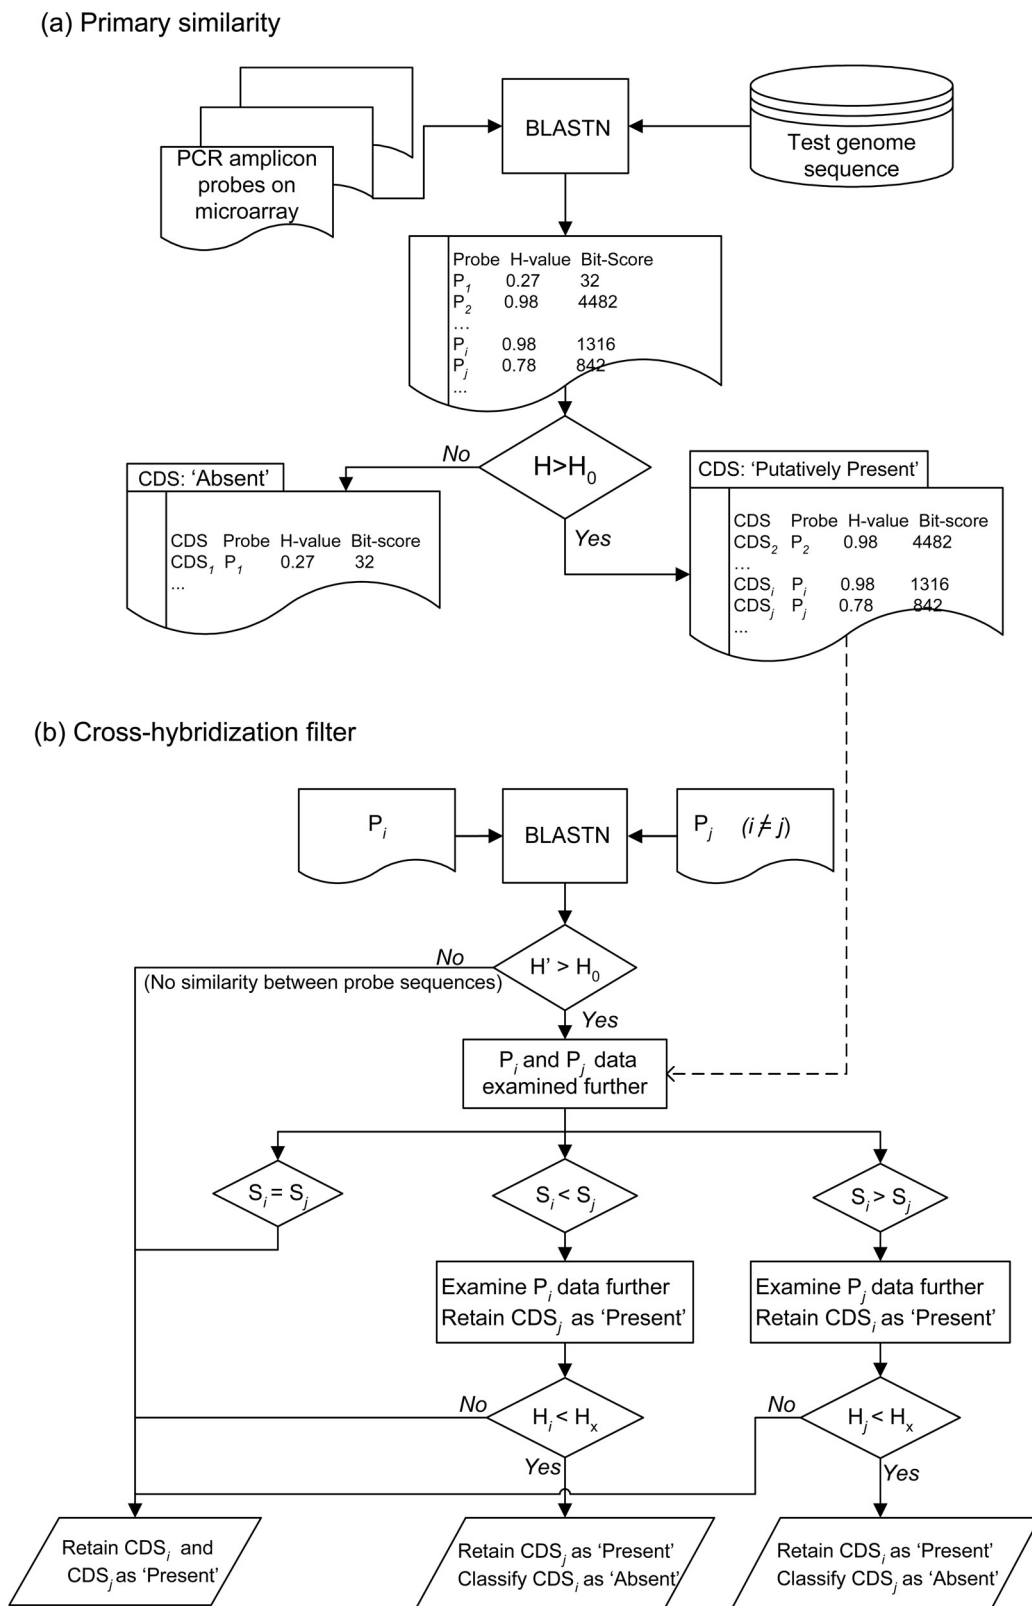 (a) Primary similarity
PCR amplicon
probes on
microarray
BLASTN
Test genome
sequence
Probe H-value Bit-Score
P1 0.27 32
P2 0.98 4482
...
Pi 0.98 1316
Pj 0.78 842
...
H>H0
No
Yes
CDS: 'Absent'
CDS Probe H-value Bit-score
CDS1 P1 0.27 32
...
CDS: 'Putatively Present'
CDS Probe H-value Bit-score
CDS2 P2 0.98 4482
...
CDSi Pi 0.98 1316
CDSj Pj 0.78 842
...
(b) Cross-hybridization filter
Pi
BLASTN
Pj (i ≠ j)
H' > H0
No
(No similarity between probe sequences)
Yes
Pi and Pj data
examined further
Si = Sj
Si < Sj
Si > Sj
Examine Pi data further
Retain CDSj as 'Present'
Examine Pj data further
Retain CDSi as 'Present'
No
Hi < Hx
Yes
No
Hj < Hx
Yes
Retain CDSi and
CDSj as 'Present'
Retain CDSj as 'Present'
Classify CDSi as 'Absent'
Retain CDSi as 'Present'
Classify CDSj as 'Absent'